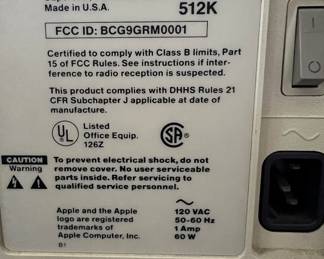 Made in U.S.A.
512K
FCC ID: BCG9GRM0001
Certified to comply with Class B limits, Part
15 of FCC Rules. See instructions if inter-
ference to radio reception is suspected.
This product complies with DHHS Rules 21
CFR Subchapter J applicable at date of
manufacture.
UL
Listed
Office Equip.
126Z
SA
CAUTION
Warning
To prevent electrical shock, do not
remove cover. No user serviceable
parts inside. Refer servicing to
qualified service personnel.
Apple and the Apple
logo are registered
trademarks of
Apple Computer, Inc.
120 VAC
50-60 Hz
1 Amp
60 W